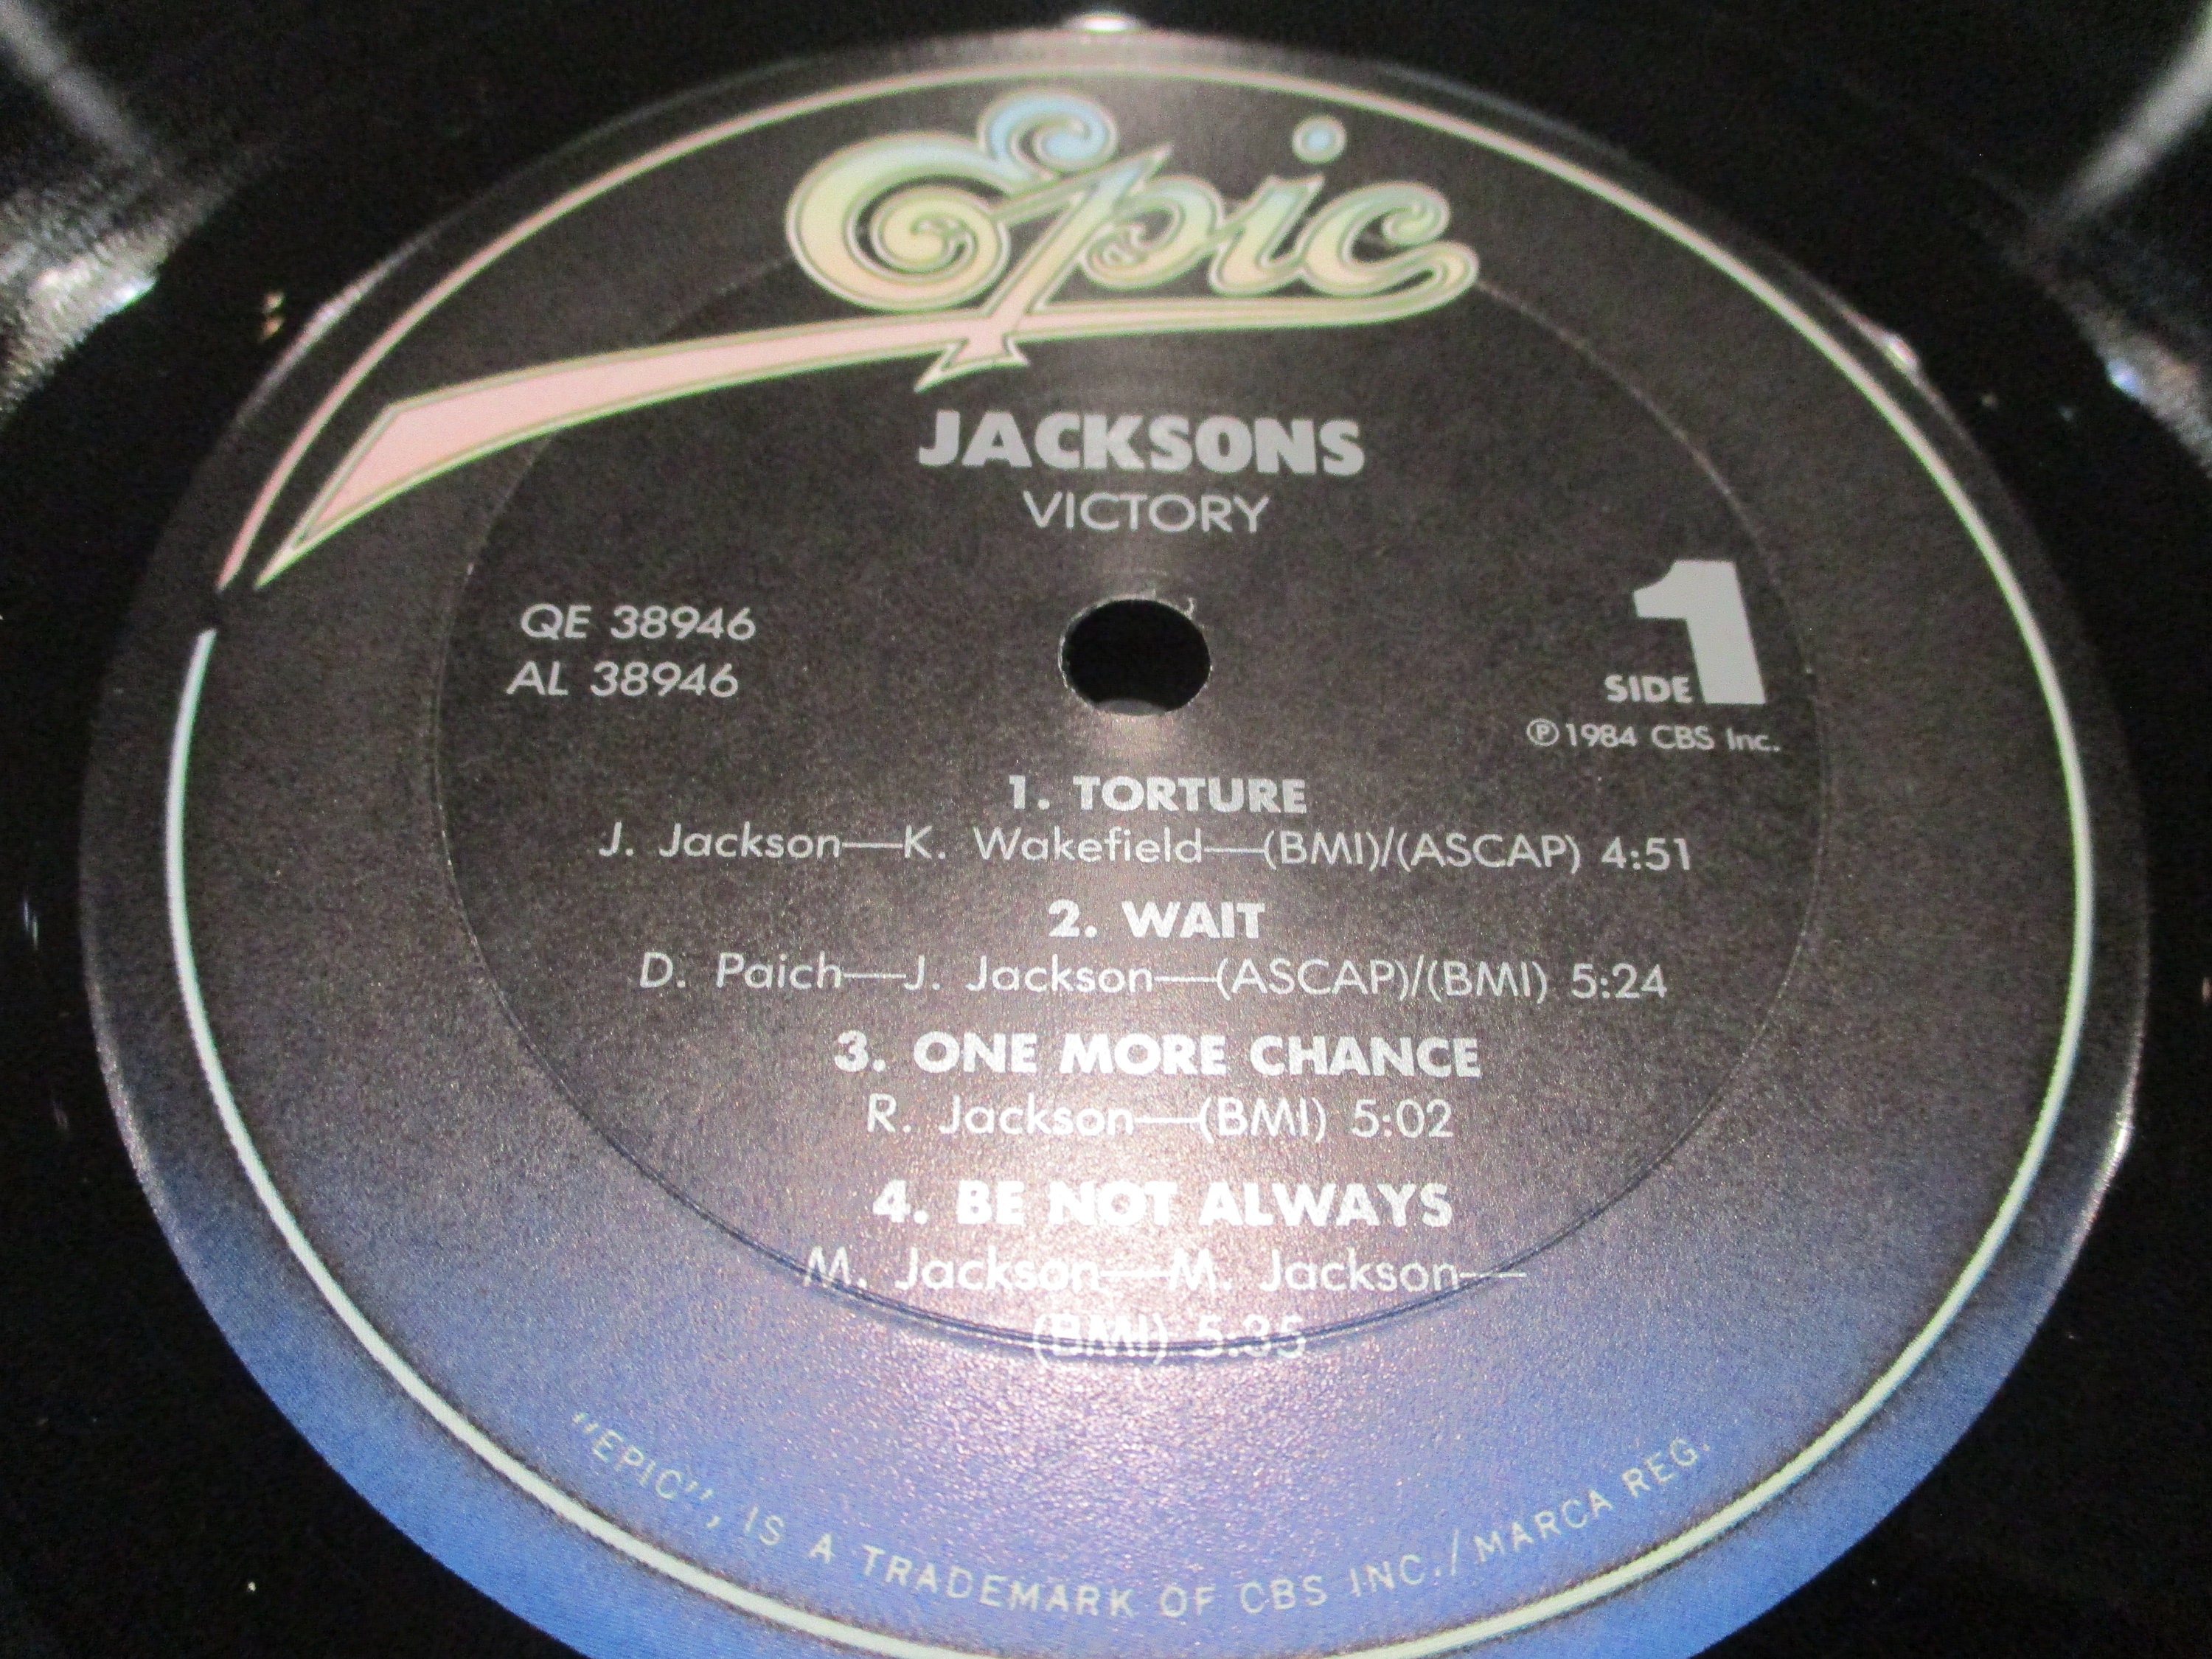 Epic
JACKSONS
VICTORY
QE 38946
AL 38946
SIDE 1
℗1984 CBS Inc.
1. TORTURE
J. Jackson—K. Wakefield—(BMI)/(ASCAP) 4:51
2. WAIT
D. Paich—J. Jackson—(ASCAP)/(BMI) 5:24
3. ONE MORE CHANCE
R. Jackson—(BMI) 5:02
4. BE NOT ALWAYS
M. Jackson—M. Jackson—
(BMI) 5:35
"EPIC", IS A TRADEMARK OF CBS INC./MARCA REG.